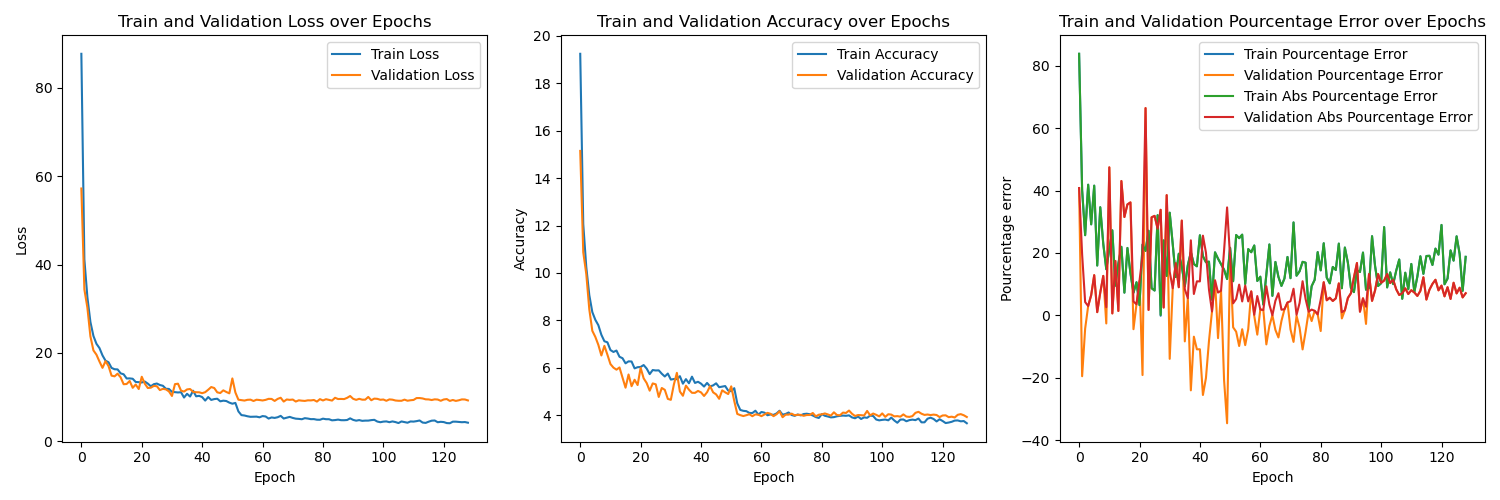 Train and Validation Loss over Epochs
Train Loss
Validation Loss
80
60
40
20
0
Loss
0 20 40 60 80 100 120
Epoch
Train and Validation Accuracy over Epochs
Train Accuracy
Validation Accuracy
20
18
16
14
12
10
8
6
4
Accuracy
0 20 40 60 80 100 120
Epoch
Train and Validation Pourcentage Error over Epochs
Train Pourcentage Error
Validation Pourcentage Error
Train Abs Pourcentage Error
Validation Abs Pourcentage Error
80
60
40
20
0
−20
−40
Pourcentage error
0 20 40 60 80 100 120
Epoch